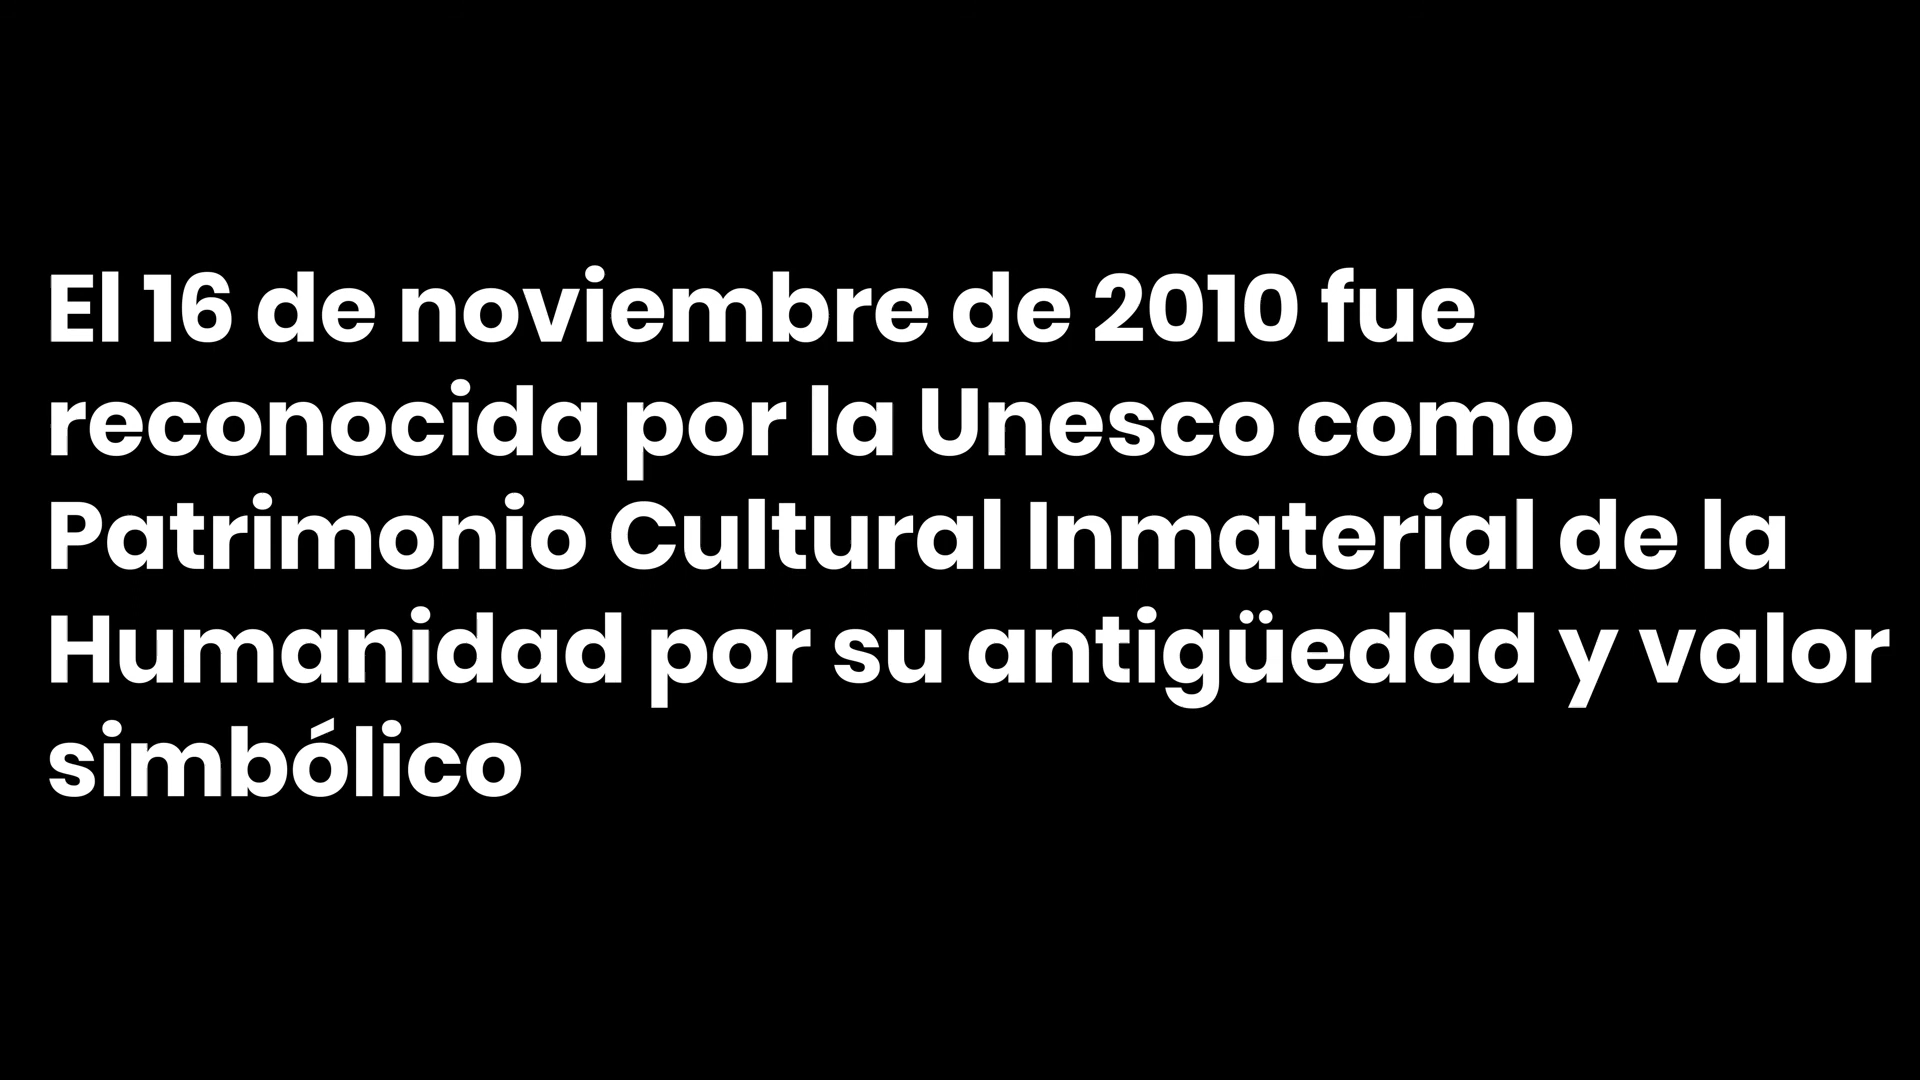 El 16 de noviembre de 2010 fue
reconocida por la Unesco como
Patrimonio Cultural Inmaterial de la
Humanidad por su antigüedad y valor
simbólico